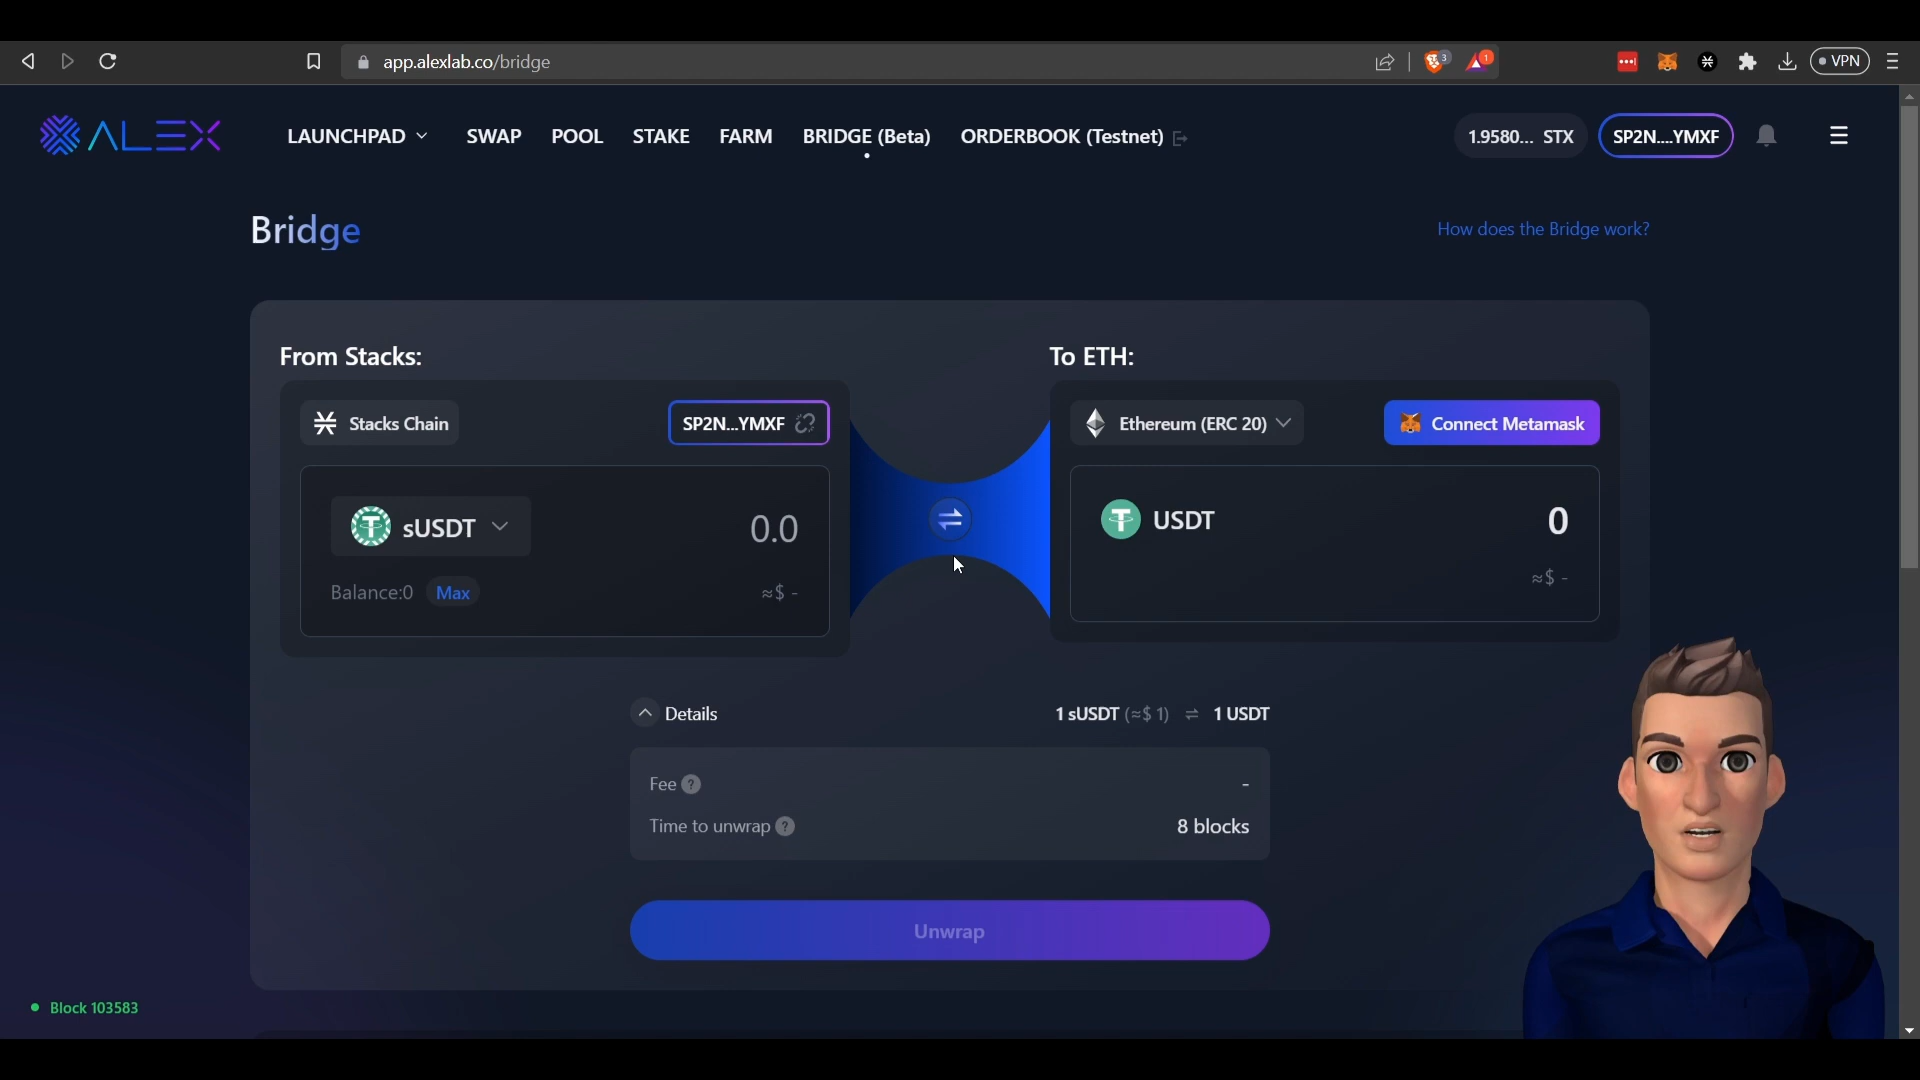 app.alexlab.co/bridge
3
1
VPN
ALEX
LAUNCHPAD
SWAP
POOL
STAKE
FARM
BRIDGE (Beta)
ORDERBOOK (Testnet)
1.9580... STX
SP2N....YMXF
Bridge
How does the Bridge work?
From Stacks:
To ETH:
Stacks Chain
SP2N...YMXF
Ethereum (ERC 20)
Connect Metamask
sUSDT
0.0
USDT
0
Balance:0
Max
≈$ -
≈$ -
Details
1 sUSDT (≈$ 1) ⇌ 1 USDT
Fee ?
-
Time to unwrap ?
8 blocks
Unwrap
Block 103583